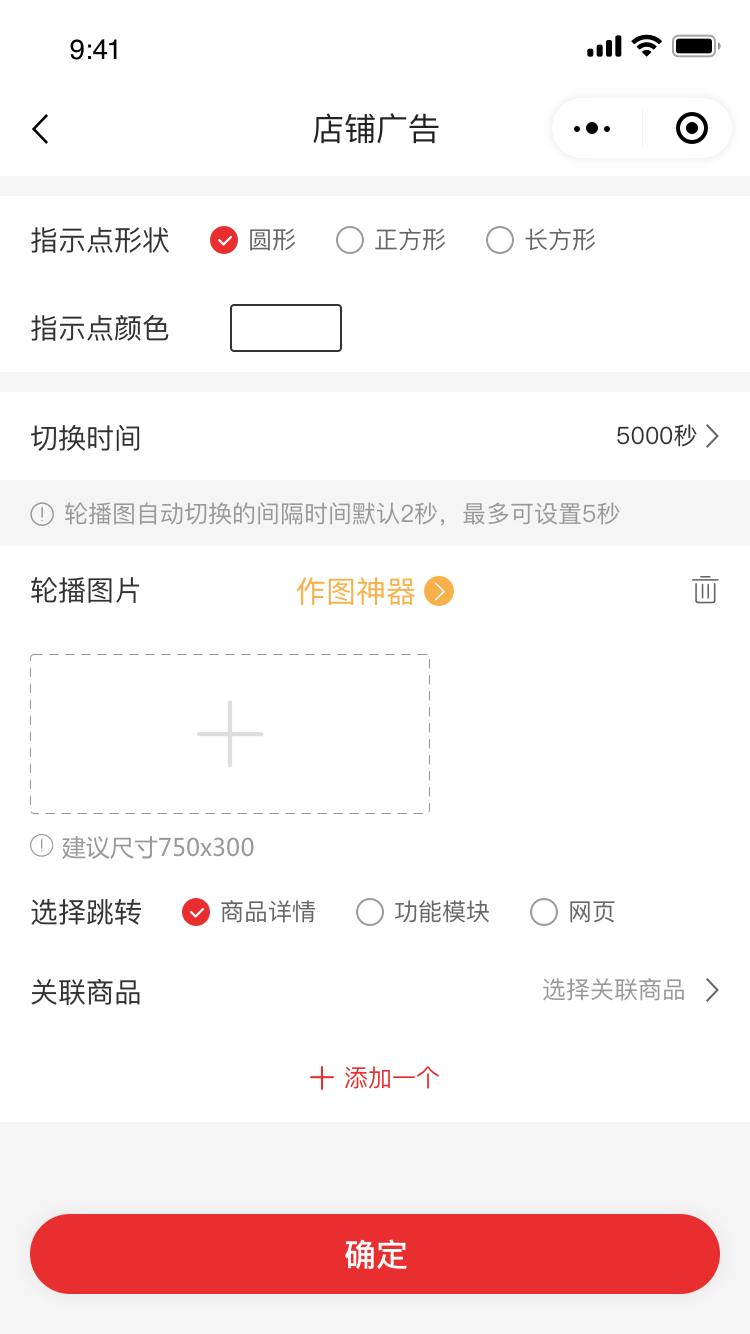 9:41
店铺广告
指示点形状 圆形 正方形 长方形
指示点颜色
切换时间 5000秒
轮播图自动切换的间隔时间默认2秒，最多可设置5秒
轮播图片 作图神器
建议尺寸750x300
选择跳转 商品详情 功能模块 网页
关联商品 选择关联商品
添加一个
确定